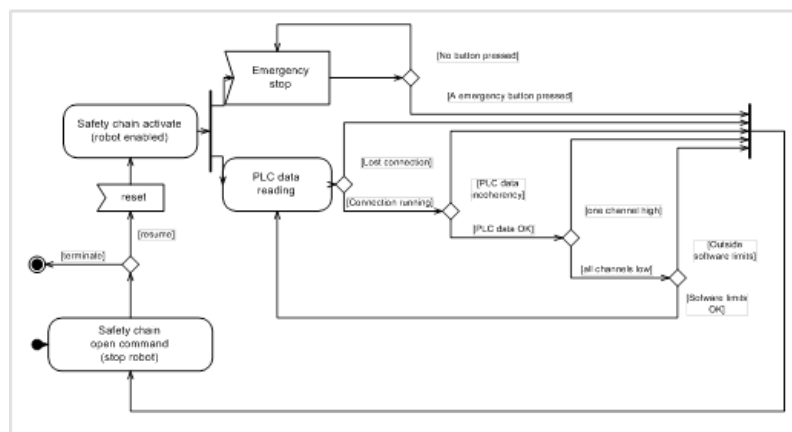 [No button pressed]
Emergency
stop
[A emergency button pressed]
Safety chain activate
(robot enabled)
[Lost connection]
PLC data
reading
[PLC data
incoherency]
reset
[Connection running]
[one channel high]
[resume]
[PLC data OK]
[Outside
software limits]
[terminate]
[all channels low]
[Sofware limits
OK]
Safety chain
open command
(stop robot)